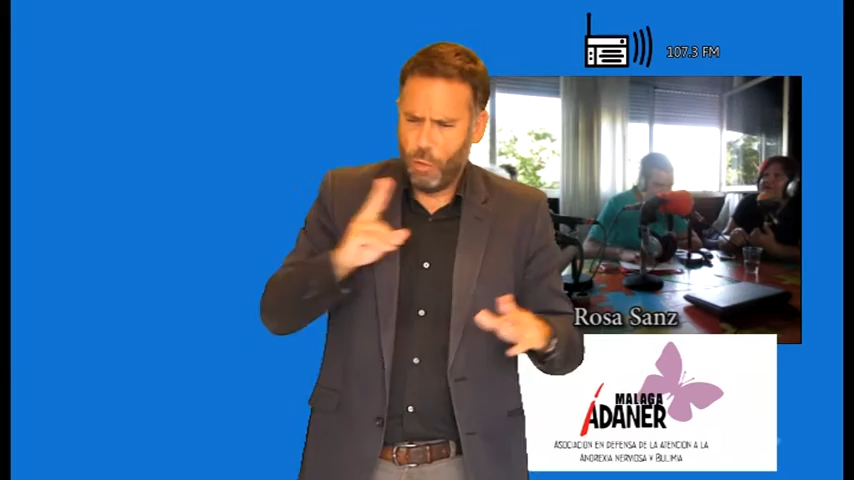 107.3 FM
Rosa Sanz
MALAGA
ADANER
ASOCIACION EN DEFENSA DE LA ATENCION A LA
ANOREXIA NERVIOSA Y BULIMIA